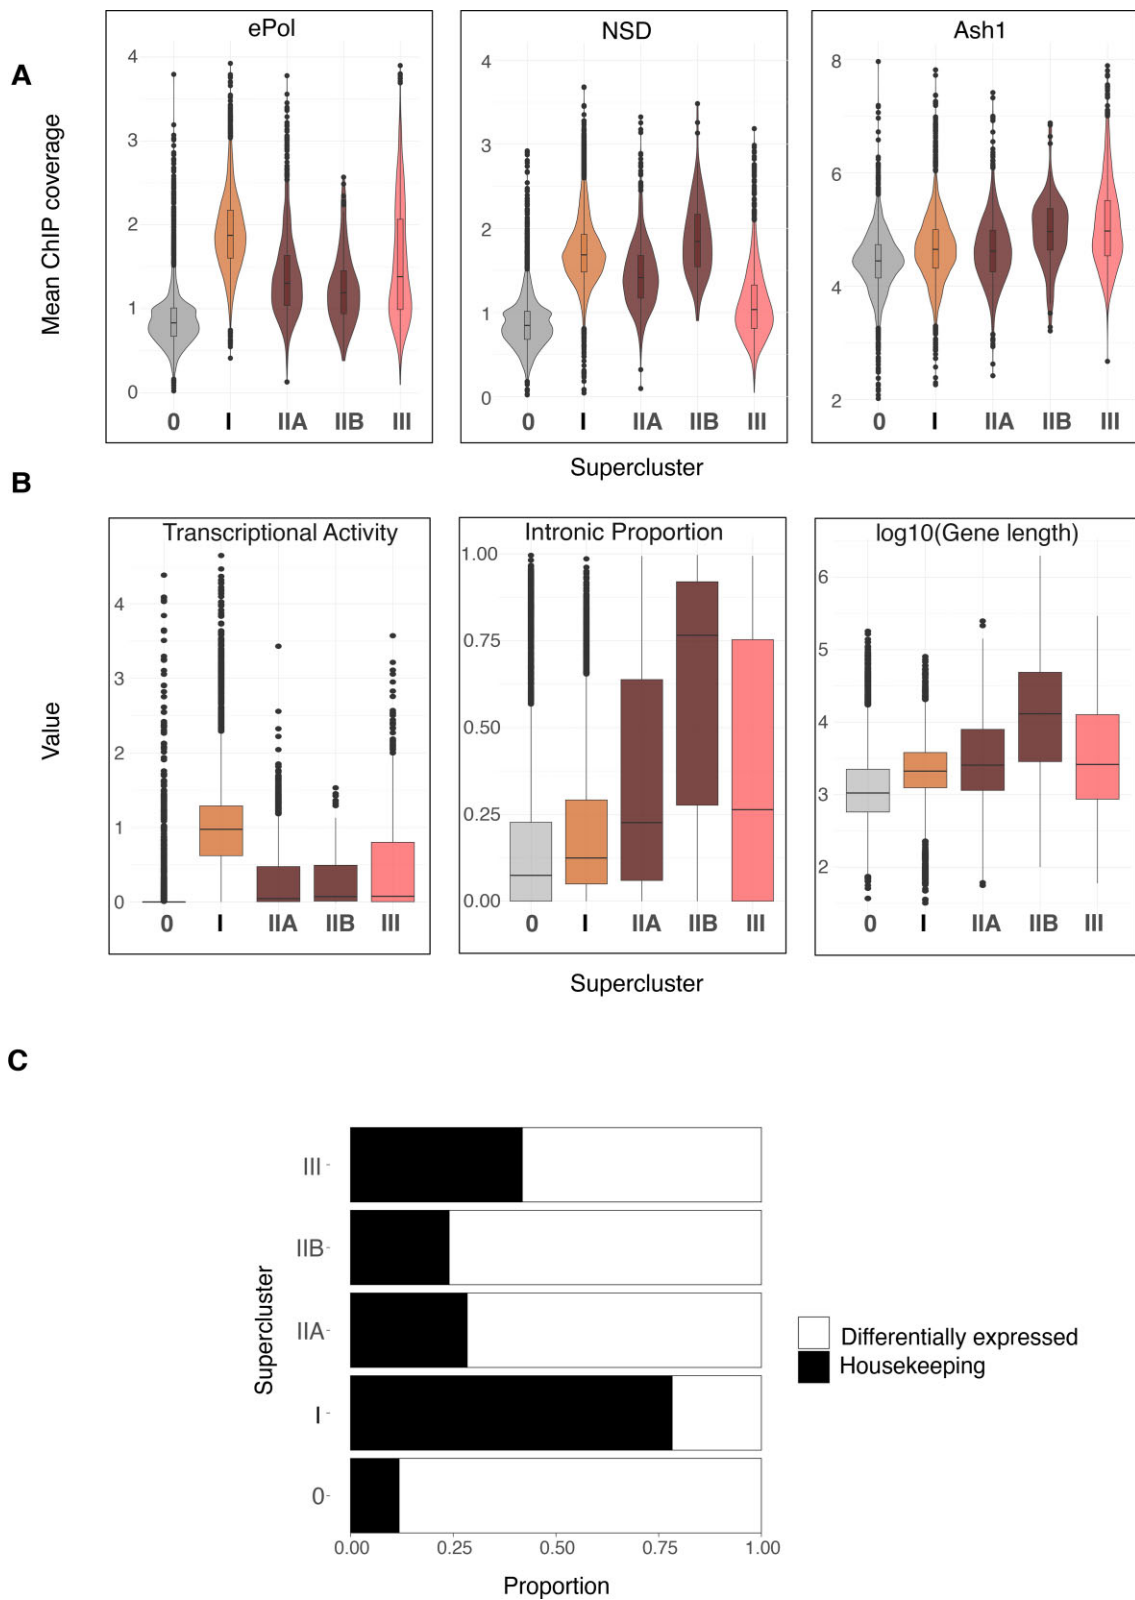 A
ePol
NSD
Ash1
Mean ChIP coverage
4
3
2
1
0
0 I IIA IIB III
4
3
2
1
0
0 I IIA IIB III
8
6
4
2
0 I IIA IIB III
Supercluster
B
Transcriptional Activity
Intronic Proportion
log10(Gene length)
Value
4
3
2
1
0
0 I IIA IIB III
1.00
0.75
0.50
0.25
0.00
0 I IIA IIB III
6
5
4
3
2
0 I IIA IIB III
Supercluster
C
Supercluster
III
IIB
IIA
I
0
0.00 0.25 0.50 0.75 1.00
Proportion
Differentially expressed
Housekeeping